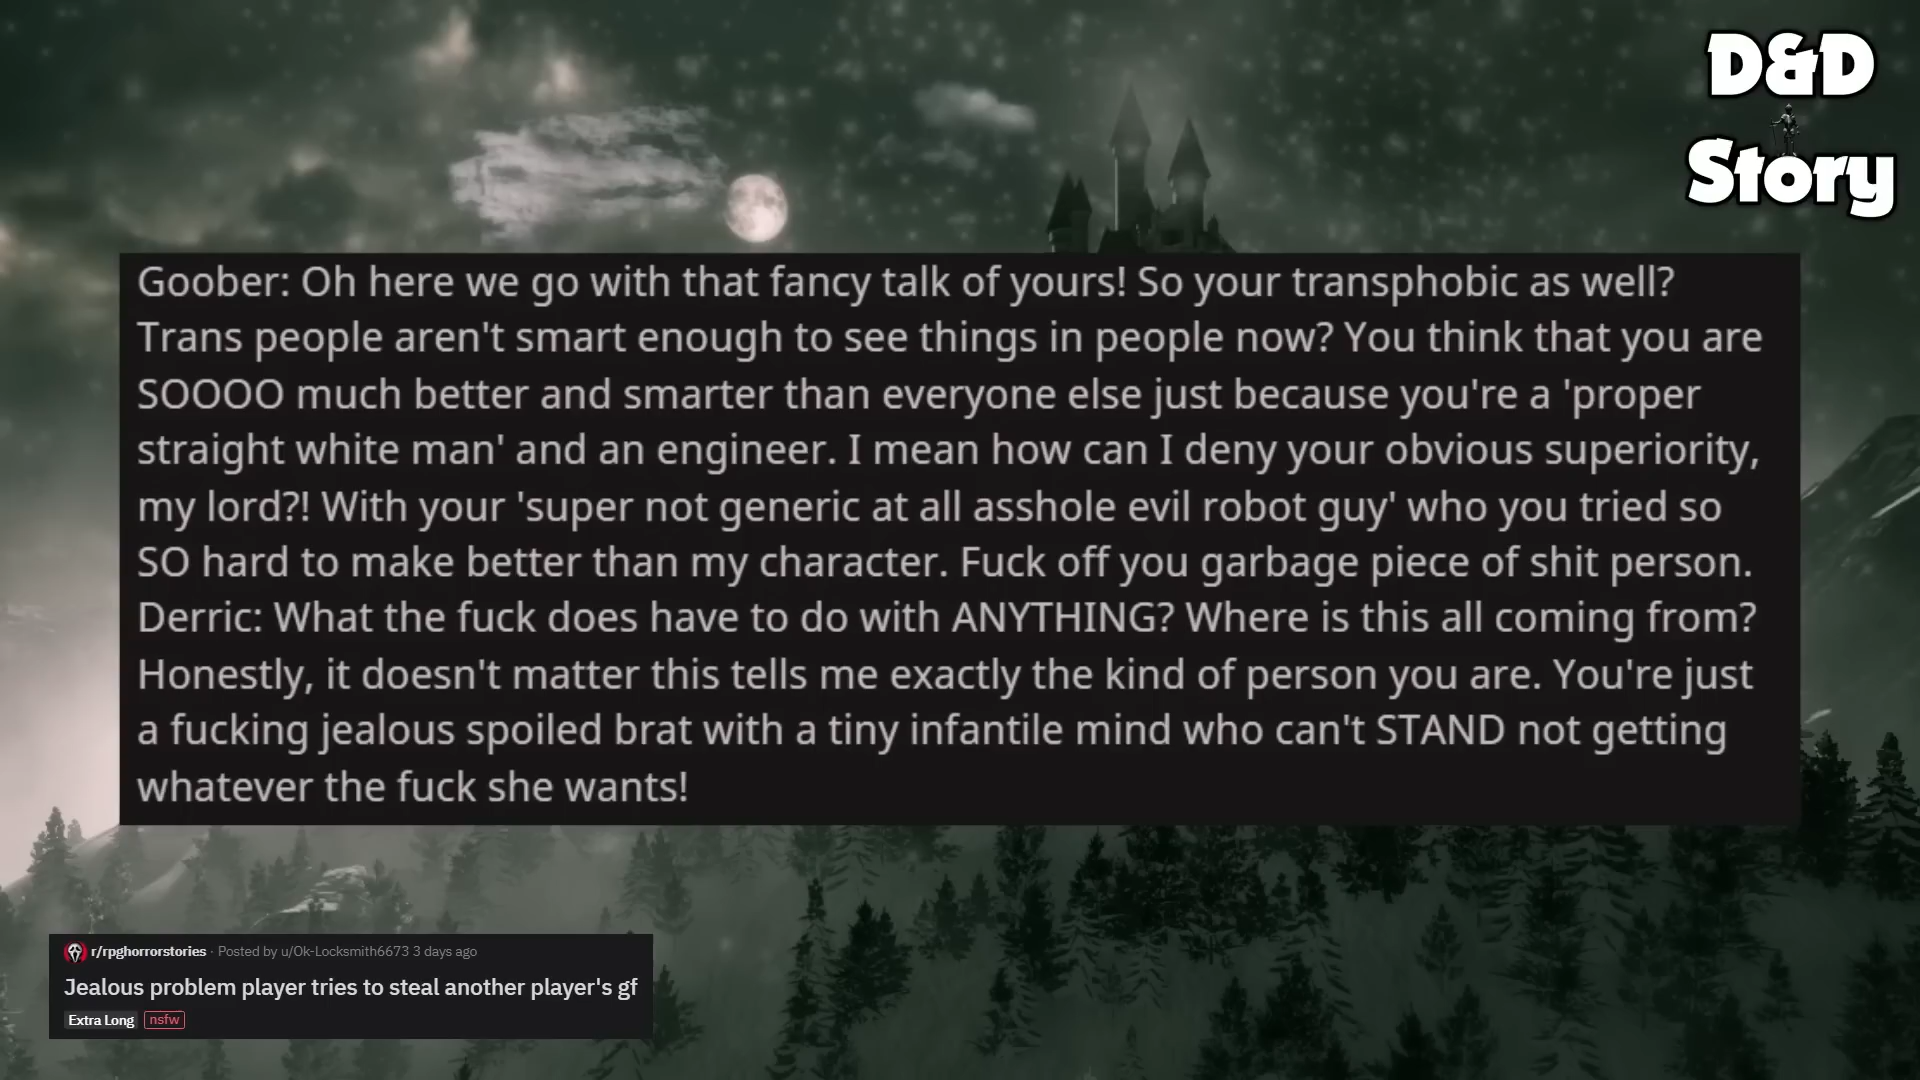 D&D
Story
Goober: Oh here we go with that fancy talk of yours! So your transphobic as well?
Trans people aren't smart enough to see things in people now? You think that you are
SOOOO much better and smarter than everyone else just because you're a 'proper
straight white man' and an engineer. I mean how can I deny your obvious superiority,
my lord?! With your 'super not generic at all asshole evil robot guy' who you tried so
SO hard to make better than my character. Fuck off you garbage piece of shit person.
Derric: What the fuck does have to do with ANYTHING? Where is this all coming from?
Honestly, it doesn't matter this tells me exactly the kind of person you are. You're just
a fucking jealous spoiled brat with a tiny infantile mind who can't STAND not getting
whatever the fuck she wants!
r/rpghorrorstories · Posted by u/Ok-Locksmith6673 3 days ago
Jealous problem player tries to steal another player's gf
Extra Long nsfw